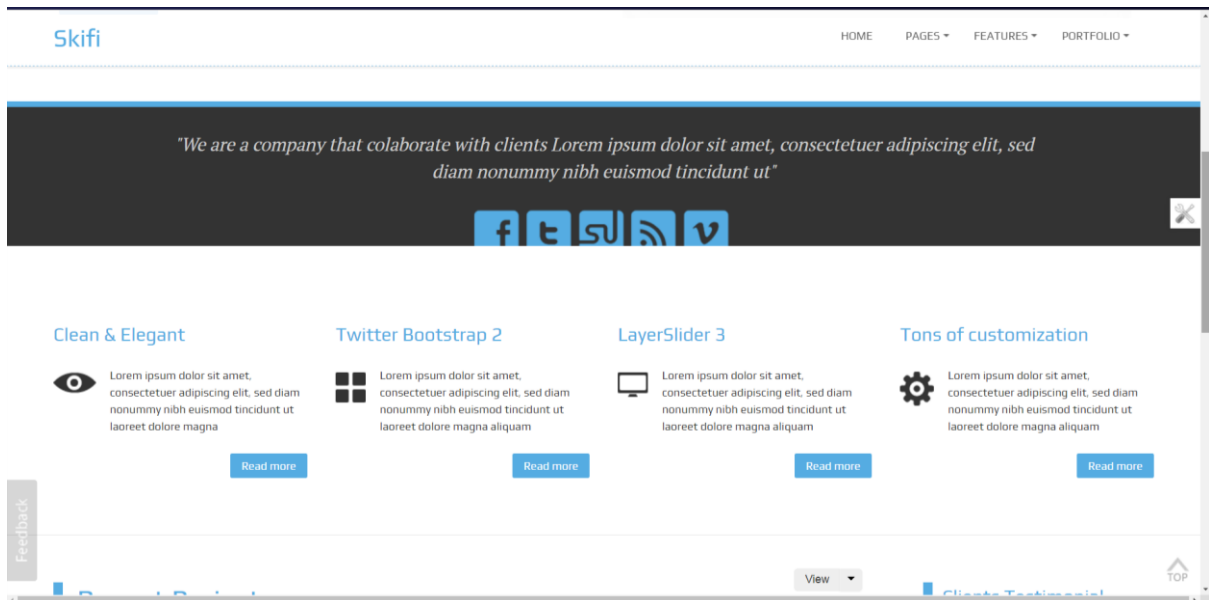 Skifi
HOME PAGES FEATURES PORTFOLIO
"We are a company that colaborate with clients Lorem ipsum dolor sit amet, consectetuer adipiscing elit, sed
diam nonummy nibh euismod tincidunt ut"
Clean & Elegant
Lorem ipsum dolor sit amet,
consectetuer adipiscing elit, sed diam
nonummy nibh euismod tincidunt ut
laoreet dolore magna
Read more
Twitter Bootstrap 2
Lorem ipsum dolor sit amet,
consectetuer adipiscing elit, sed diam
nonummy nibh euismod tincidunt ut
laoreet dolore magna aliquam
Read more
LayerSlider 3
Lorem ipsum dolor sit amet,
consectetuer adipiscing elit, sed diam
nonummy nibh euismod tincidunt ut
laoreet dolore magna aliquam
Read more
Tons of customization
Lorem ipsum dolor sit amet,
consectetuer adipiscing elit, sed diam
nonummy nibh euismod tincidunt ut
laoreet dolore magna aliquam
Read more
Feedback
View
TOP
Clients Testimonial